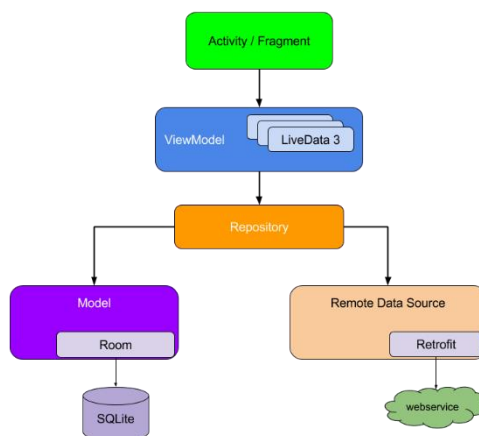 Activity / Fragment
ViewModel
LiveData 3
Repository
Model
Room
SQLite
Remote Data Source
Retrofit
webservice